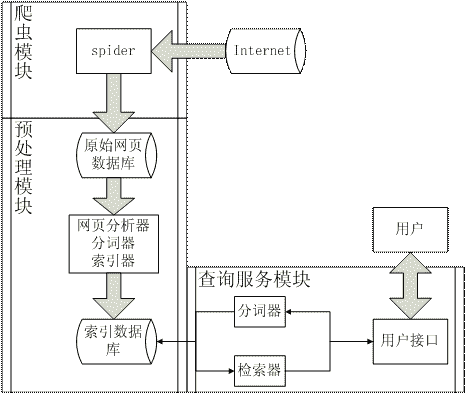 爬虫模块
spider
Internet
预处理模块
原始网页
数据库
网页分析器
分词器
索引器
用户
查询服务模块
索引数据
库
分词器
检索器
用户接口